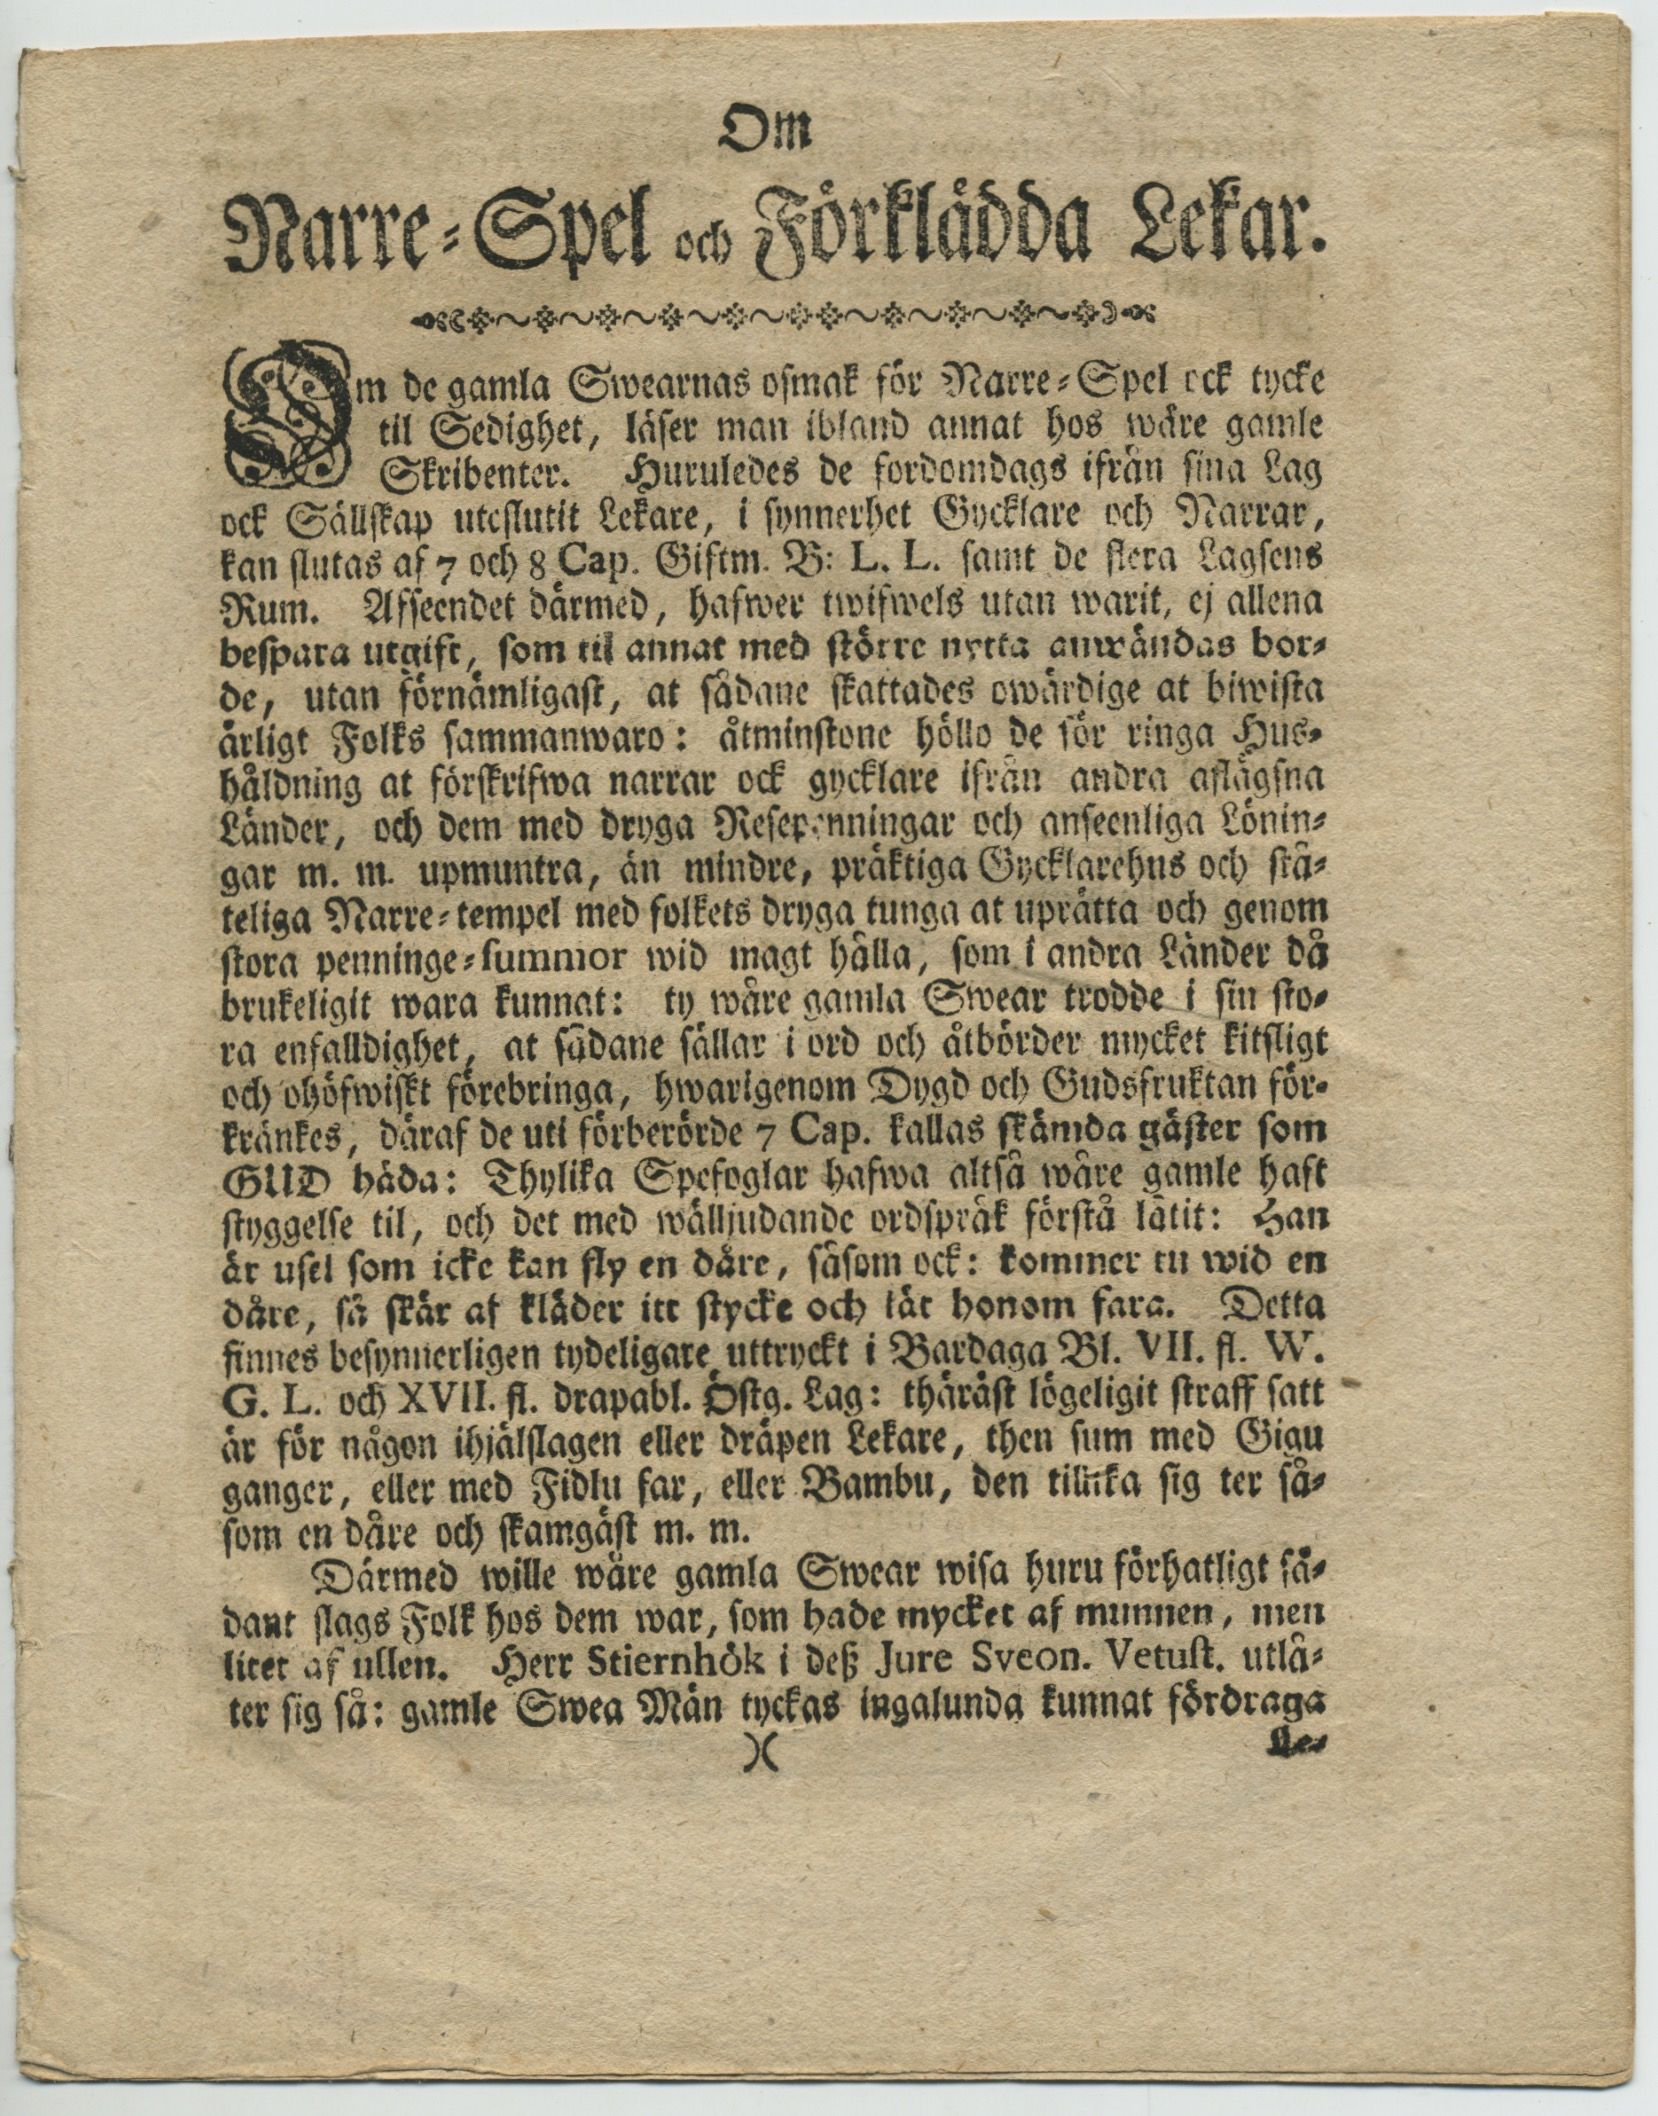 Om
Narre-Spel och Förklädda Lekar.
Om de gamla Swearnas osmak för Narre-Spel ock tycke
til Sedighet, läser man ibland annat hos wåre gamle
Skribenter. Huruledes de fordomdags ifrån sina Lag
ock Sällskap uteslutit Lekare, i synnerhet Gycklare och Narrar,
kan slutas af 7 och 8 Cap. Giftm. B: L. L. samt de flera Lagsens
Rum. Afseendet därmed, hafwer twifwels utan warit, ej allena
bespara utgift, som til annat med större nytta anwändas bor-
de, utan förnämligast, at sådane skattades owärdige at biwista
ärligt Folks sammanwaro: åtminstone höllo de för ringa Hus-
håldning at förskrifwa narrar ock gycklare ifrån andra aflägsna
Länder, och dem med dryga Resepenningar och anseenliga Lönin-
gar m. m. upmuntra, än mindre, präktiga Gycklarehus och stå-
teliga Narre-tempel med folkets dryga tunga at uprätta och genom
stora penninge-summor wid magt hålla, som i andra Länder då
brukeligit wara kunnat: ty wåre gamla Swear trodde i sin sto-
ra enfalldighet, at sådane sällar i ord och åtbörder mycket kitsligt
och ohöfwiskt förebringa, hwarigenom Dygd och Gudsfruktan för-
kränkes, däraf de uti förberörde 7 Cap. kallas skämda gäster som
GUD häda: Thylika Spefoglar hafwa altså wåre gamle haft
styggelse til, och det med wälljudande ordspråk förstå låtit: Han
är usel som icke kan fly en dåre, såsom ock: kommer tu wid en
dåre, så skär af kläder itt stycke och låt honom fara. Detta
finnes besynnerligen tydeligare uttryckt i Bardaga Bl. VII. fl. W.
G. L. och XVII. fl. drapabl. Östg. Lag: thäräst lögeligit straff satt
är för någon ihjälslagen eller dräpen Lekare, then sum med Gigu
ganger, eller med Fidlu far, eller Bambu, den tilika sig ter så-
som en dåre och skamgäst m. m.
Därmed wille wåre gamla Swear wisa huru förhatligt så-
dant slags Folk hos dem war, som hade mycket af munnen, men
litet af ullen. Herr Stiernhök i deß Jure Sveon. Vetust. utlå-
ter sig så: gamle Swea Män tyckas ingalunda kunnat fördraga
)( Le-